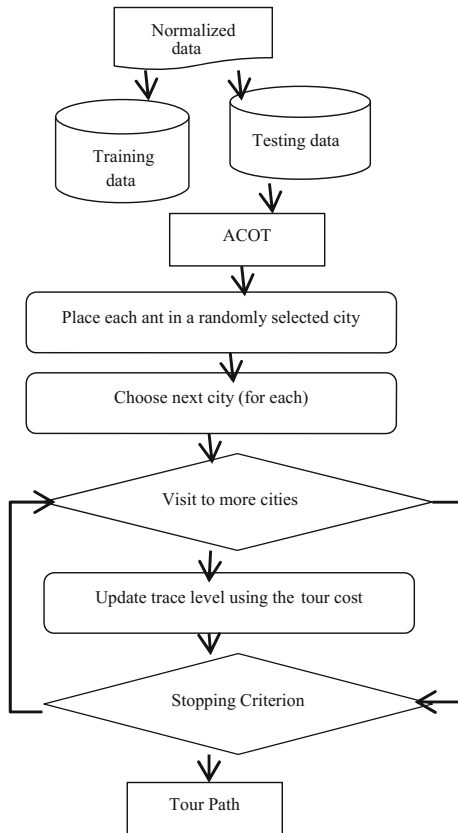 Normalized
data
Training
data
Testing data
ACOT
Place each ant in a randomly selected city
Choose next city (for each)
Visit to more cities
Update trace level using the tour cost
Stopping Criterion
Tour Path